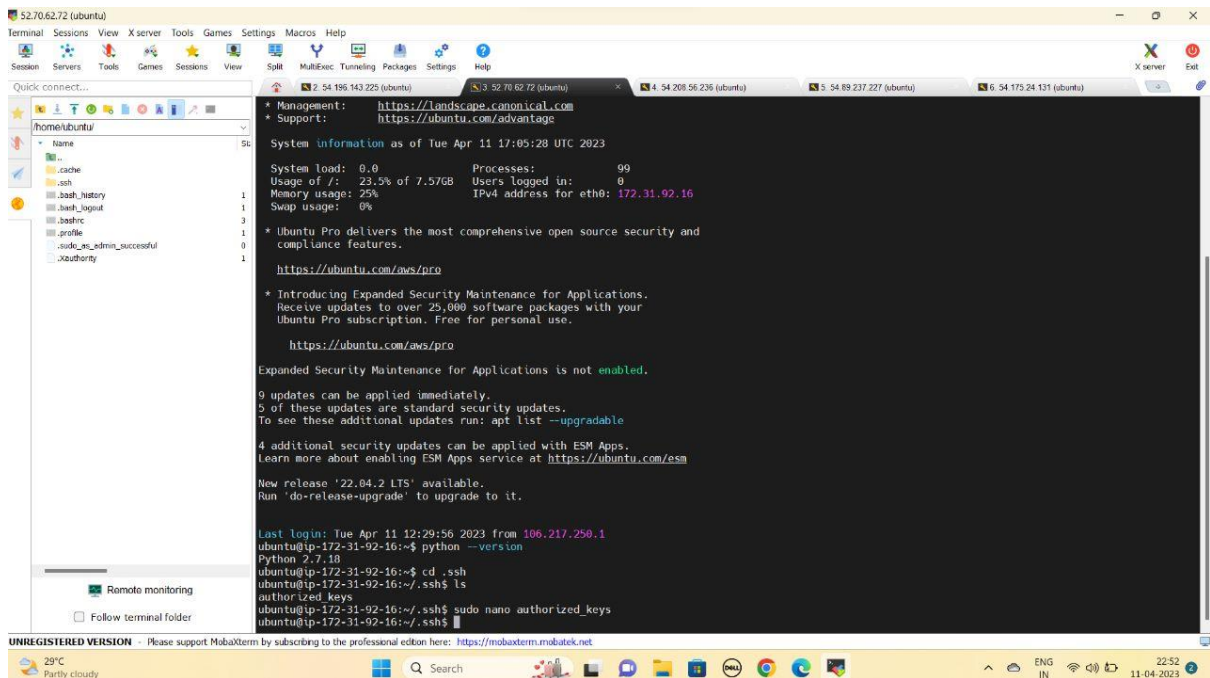 52.70.62.72 (ubuntu)
Terminal Sessions View X server Tools Games Settings Macros Help
Session Servers Tools Games Sessions View Split MultiExec Tunneling Packages Settings Help X server Exit
Quick connect...
2. 54.196.143.225 (ubuntu) 3. 52.70.62.72 (ubuntu) 4. 54.208.56.236 (ubuntu) 5. 54.89.237.227 (ubuntu) 6. 54.175.24.131 (ubuntu)
/home/ubuntu/
Name Siz
..
.cache
.ssh
.bash_history 1
.bash_logout 1
.bashrc 3
.profile 1
.sudo_as_admin_successful 0
.Xauthority 1
Remote monitoring
Follow terminal folder
* Management: https://landscape.canonical.com
* Support: https://ubuntu.com/advantage
System information as of Tue Apr 11 17:05:28 UTC 2023
System load: 0.0 Processes: 99
Usage of /: 23.5% of 7.57GB Users logged in: 0
Memory usage: 25% IPv4 address for eth0: 172.31.92.16
Swap usage: 0%
* Ubuntu Pro delivers the most comprehensive open source security and
compliance features.
https://ubuntu.com/aws/pro
* Introducing Expanded Security Maintenance for Applications.
Receive updates to over 25,000 software packages with your
Ubuntu Pro subscription. Free for personal use.
https://ubuntu.com/aws/pro
Expanded Security Maintenance for Applications is not enabled.
9 updates can be applied immediately.
5 of these updates are standard security updates.
To see these additional updates run: apt list --upgradable
4 additional security updates can be applied with ESM Apps.
Learn more about enabling ESM Apps service at https://ubuntu.com/esm
New release '22.04.2 LTS' available.
Run 'do-release-upgrade' to upgrade to it.
Last login: Tue Apr 11 12:29:56 2023 from 106.217.250.1
ubuntu@ip-172-31-92-16:~$ python --version
Python 2.7.18
ubuntu@ip-172-31-92-16:~$ cd .ssh
ubuntu@ip-172-31-92-16:~/.ssh$ ls
authorized_keys
ubuntu@ip-172-31-92-16:~/.ssh$ sudo nano authorized_keys
ubuntu@ip-172-31-92-16:~/.ssh$
UNREGISTERED VERSION - Please support MobaXterm by subscribing to the professional edition here: https://mobaxterm.mobatek.net
29°C
Partly cloudy
Search
DELL
ENG
IN
22:52
11-04-2023
2